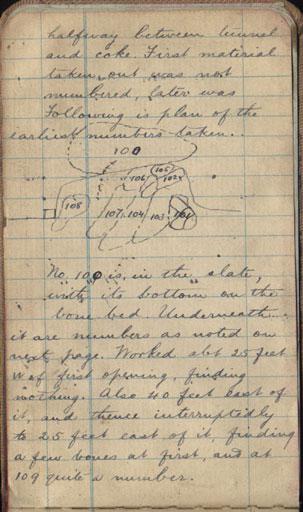 halfway between tunnel
and coke. First material
taken out was not
numbered, later was
Following is plan of the
earliest numbers taken.
100
106 105
102
108
107 104 103 101
No. 100 is in the slate,
with its bottom on the
bone bed. Underneath
it are numbers as noted on
next page. Worked abt 25 feet
W of first opening, finding
nothing. Also 40 feet east of
it, and thence interruptedly
to 25 feet east of it, finding
a few bones at first, and at
109 quite a number.